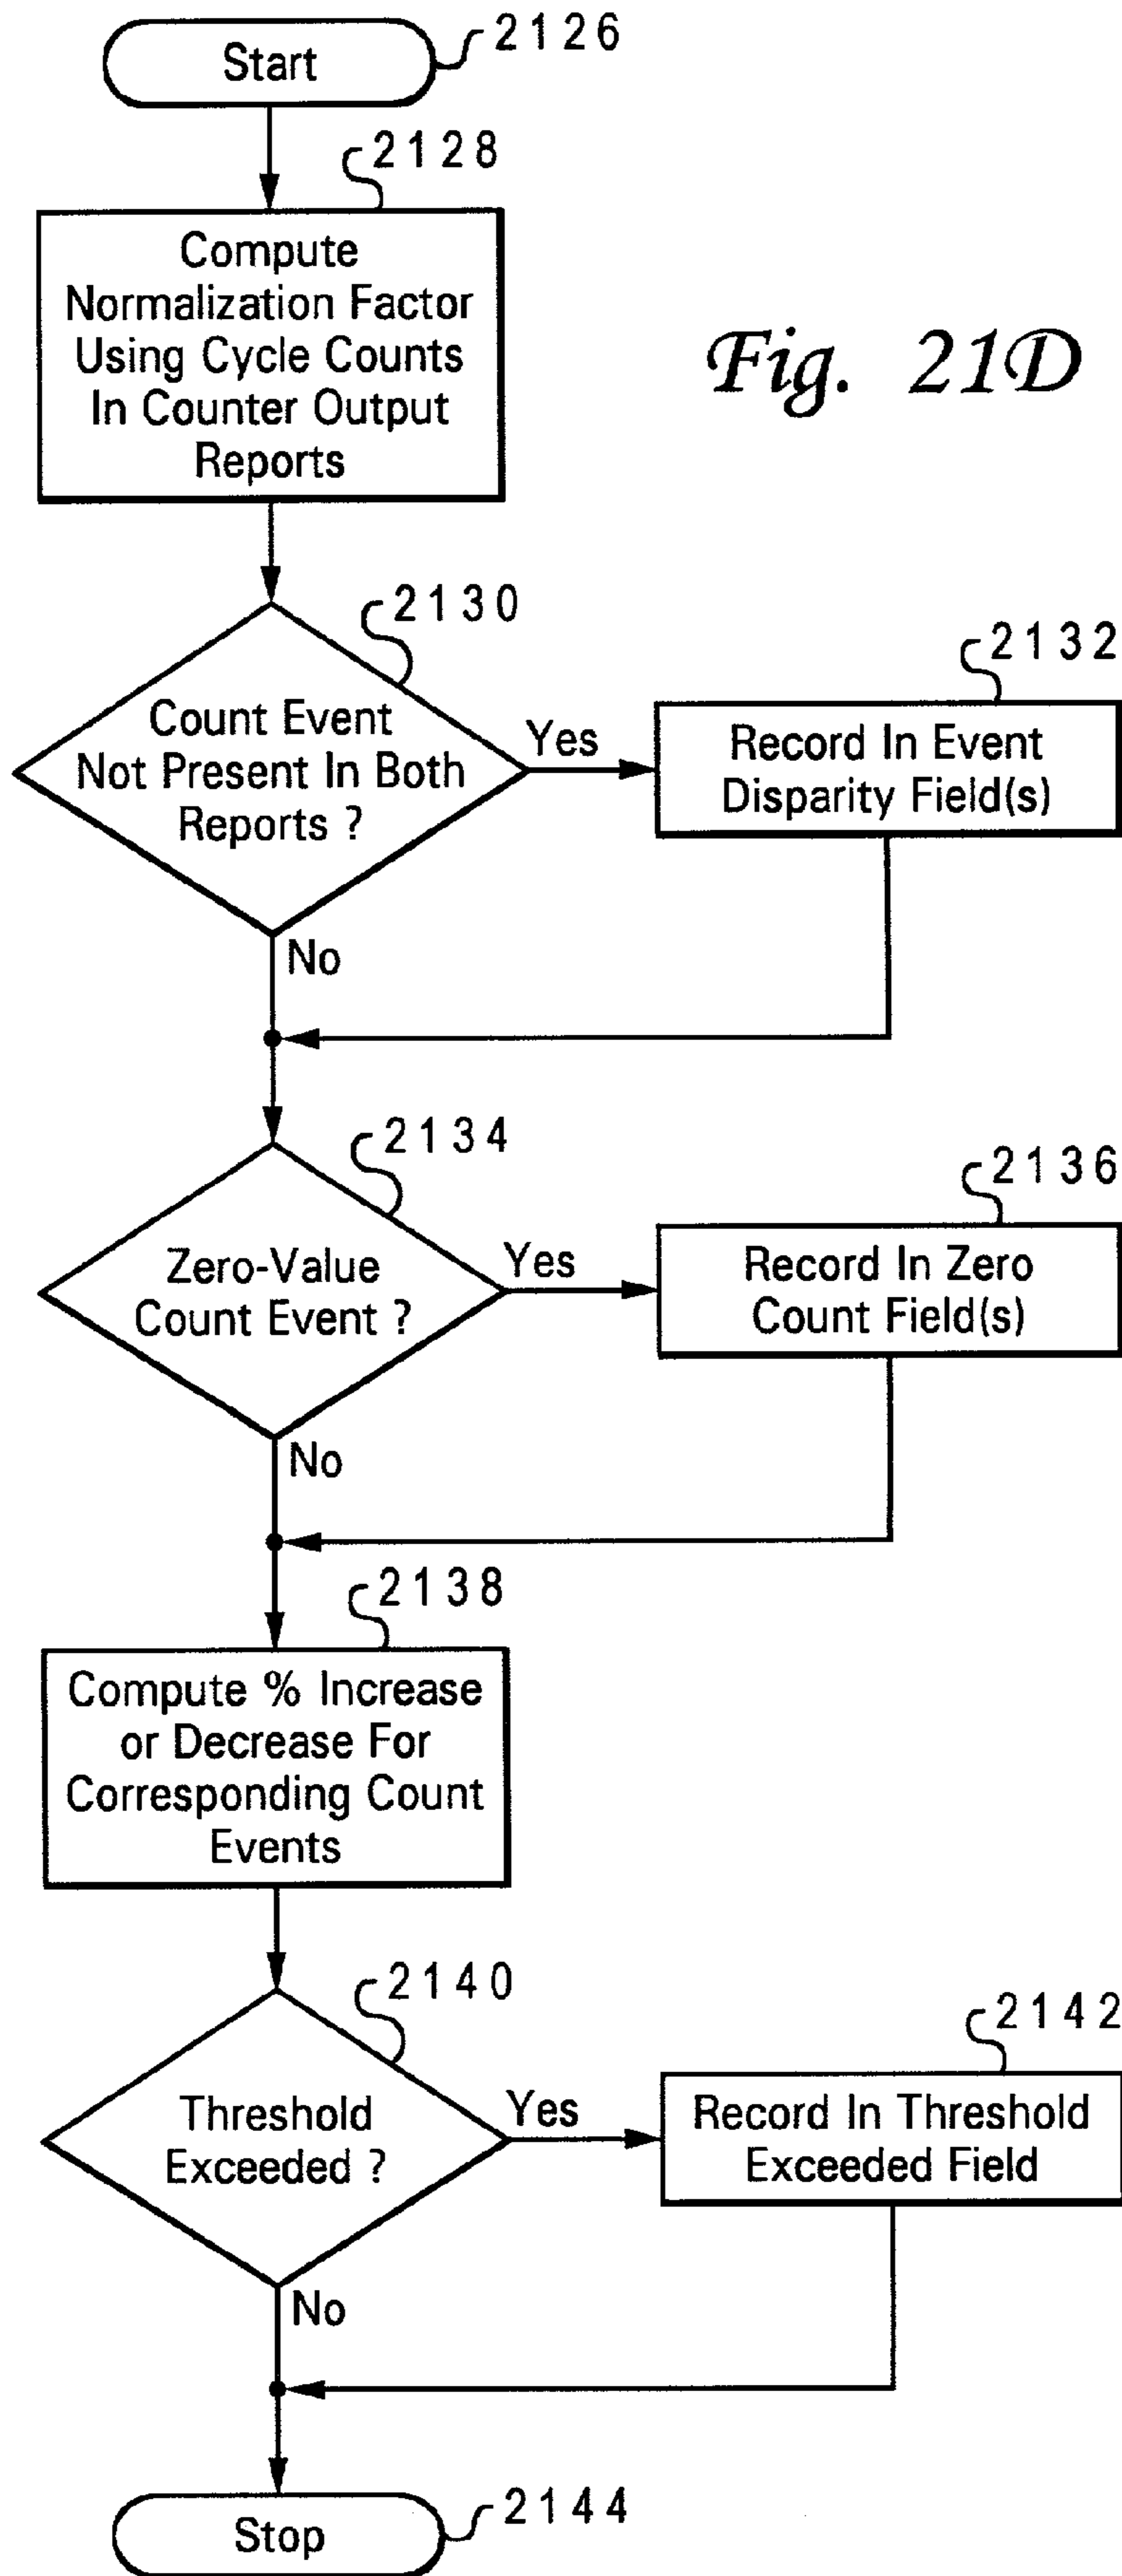 Start
2126
2128
Compute
Normalization Factor
Using Cycle Counts
In Counter Output
Reports
Fig. 21D
2130
Count Event
Not Present In Both
Reports ?
Yes
2132
Record In Event
Disparity Field(s)
No
2134
Zero-Value
Count Event ?
Yes
2136
Record In Zero
Count Field(s)
No
2138
Compute % Increase
or Decrease For
Corresponding Count
Events
2140
Threshold
Exceeded ?
Yes
2142
Record In Threshold
Exceeded Field
No
Stop
2144